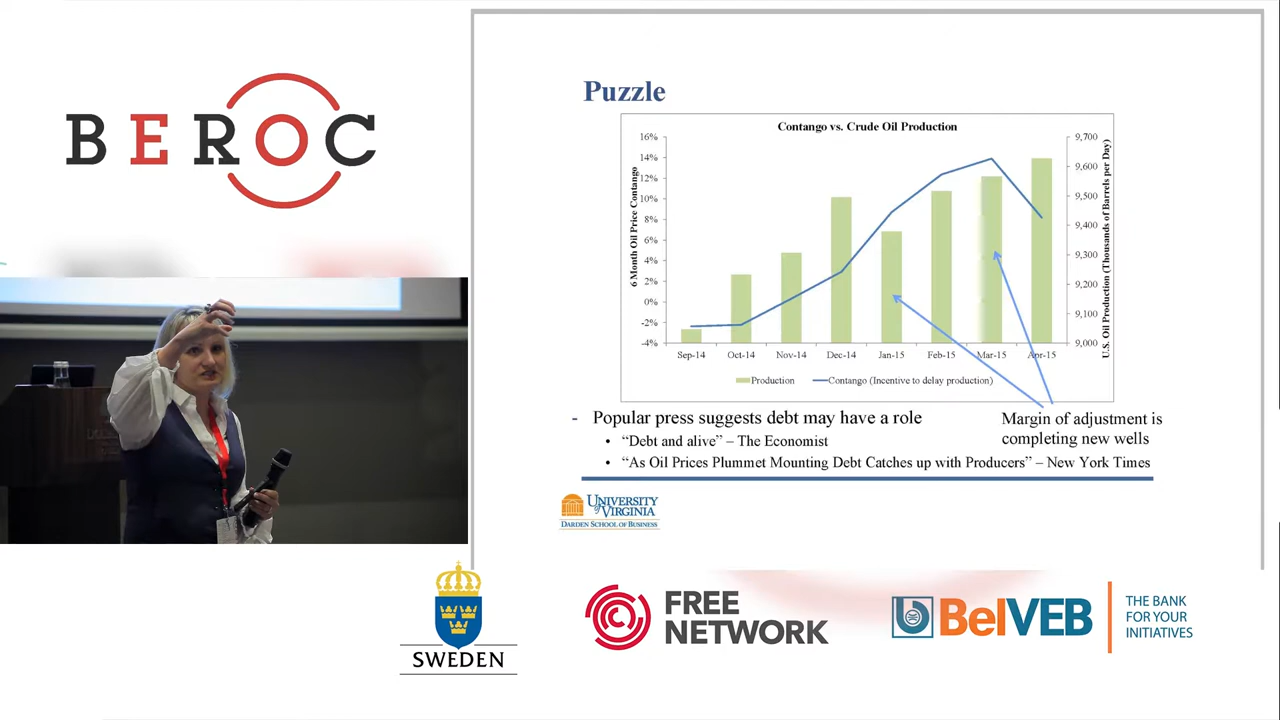 BEROC
Puzzle
Contango vs. Crude Oil Production
6 Month Oil Price Contango
16%
14%
12%
10%
8%
6%
4%
2%
0%
-2%
-4%
9,700
9,600
9,500
9,400
9,300
9,200
9,100
9,000
U.S. Oil Production (Thousands of Barrels per Day)
Sep-14 Oct-14 Nov-14 Dec-14 Jan-15 Feb-15 Mar-15 Apr-15
Production Contango (Incentive to delay production)
- Popular press suggests debt may have a role
• “Debt and alive” – The Economist
• “As Oil Prices Plummet Mounting Debt Catches up with Producers” – New York Times
Margin of adjustment is
completing new wells
UNIVERSITY
of VIRGINIA
DARDEN SCHOOL OF BUSINESS
SWEDEN
FREE
NETWORK
BelVEB
THE BANK
FOR YOUR
INITIATIVES